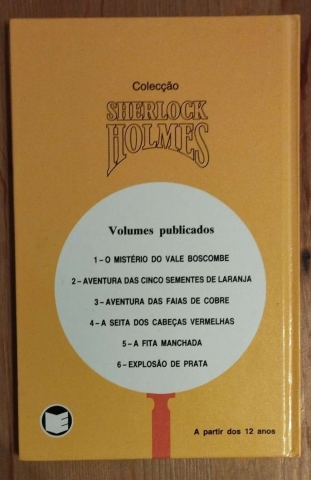 Colecção
SHERLOCK
HOLMES
Volumes publicados
1 – O MISTÉRIO DO VALE BOSCOMBE
2 – AVENTURA DAS CINCO SEMENTES DE LARANJA
3 – AVENTURA DAS FAIAS DE COBRE
4 – A SEITA DOS CABEÇAS VERMELHAS
5 – A FITA MANCHADA
6 – EXPLOSÃO DE PRATA
A partir dos 12 anos